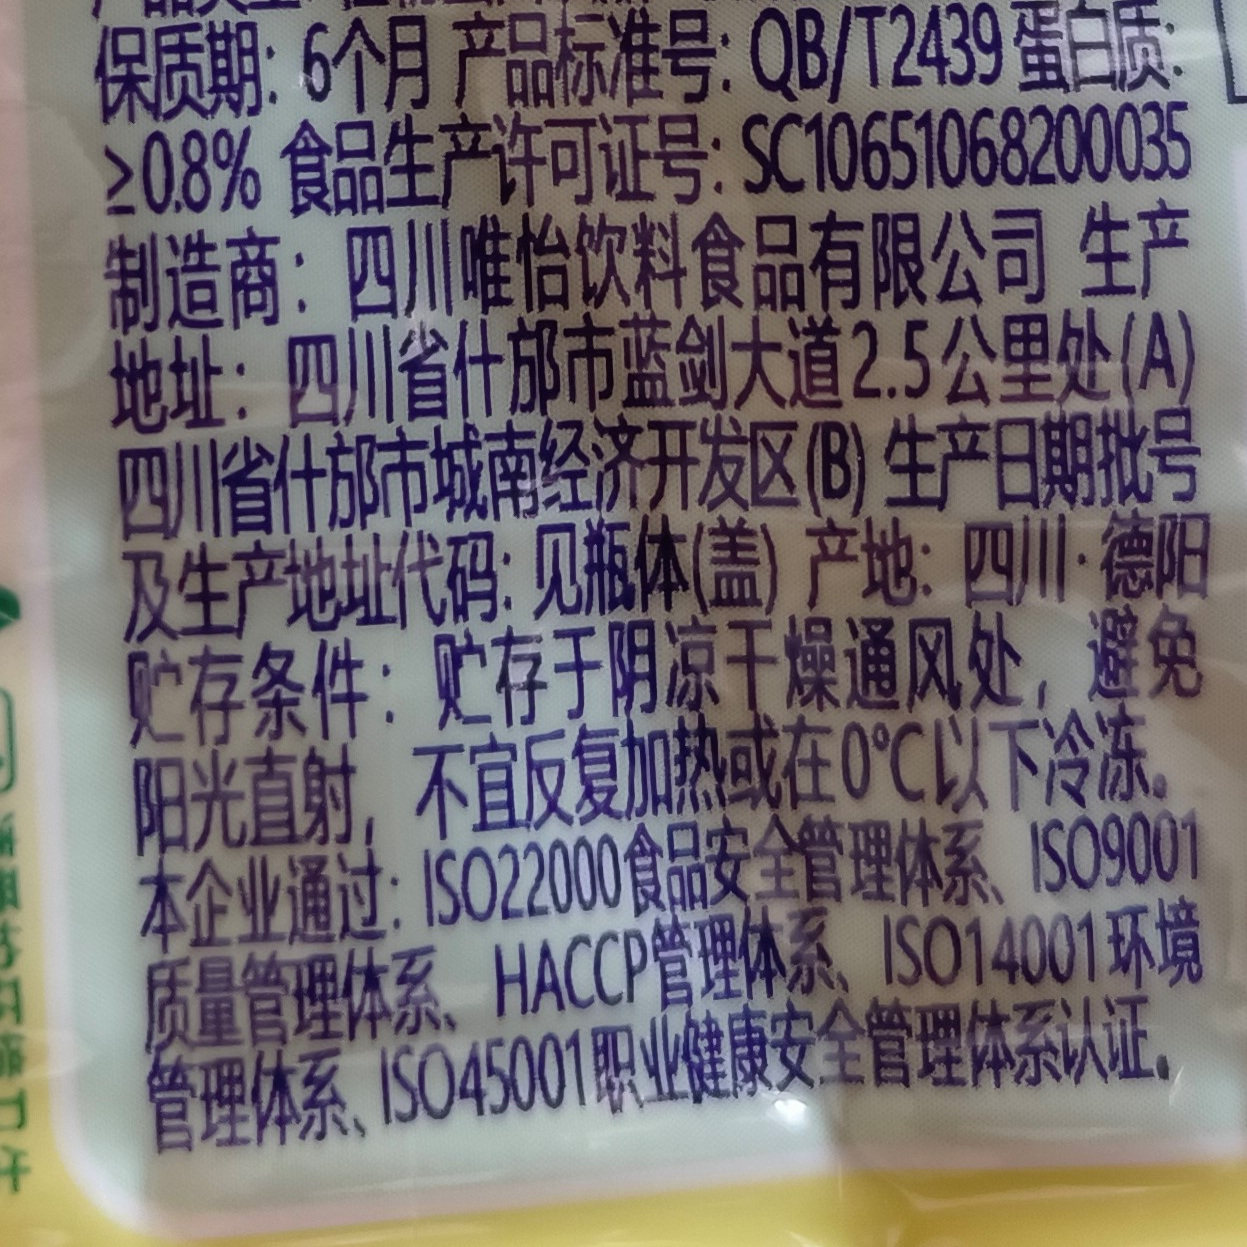 保质期: 6个月 产品标准号: QB/T2439 蛋白质:
≥0.8% 食品生产许可证号: SC10651068200035
制造商: 四川唯怡饮料食品有限公司 生产
地址: 四川省什邡市蓝剑大道2.5公里处(A)
四川省什邡市城南经济开发区(B) 生产日期批号
及生产地址代码: 见瓶体(盖) 产地: 四川·德阳
贮存条件: 贮存于阴凉干燥通风处, 避免
阳光直射, 不宜反复加热或在0℃以下冷冻。
本企业通过: ISO22000食品安全管理体系、ISO9001
质量管理体系、HACCP管理体系、ISO14001环境
管理体系、ISO45001职业健康安全管理体系认证.